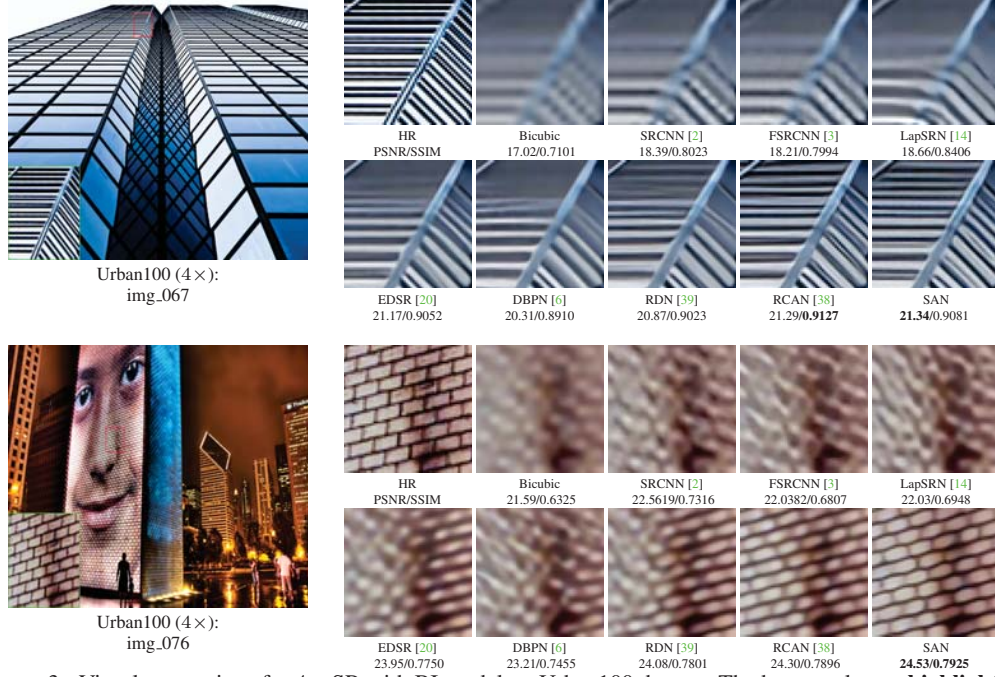 HR Bicubic SRCNN [2] FSRCNN [3] LapSRN [14]
PSNR/SSIM 17.02/0.7101 18.39/0.8023 18.21/0.7994 18.66/0.8406
Urban100 (4×):
img_067
EDSR [20] DBPN [6] RDN [39] RCAN [38] SAN
21.17/0.9052 20.31/0.8910 20.87/0.9023 21.29/0.9127 21.34/0.9081
HR Bicubic SRCNN [2] FSRCNN [3] LapSRN [14]
PSNR/SSIM 21.59/0.6325 22.5619/0.7316 22.0382/0.6807 22.03/0.6948
Urban100 (4×):
img_076
EDSR [20] DBPN [6] RDN [39] RCAN [38] SAN
23.95/0.7750 23.21/0.7455 24.08/0.7801 24.30/0.7896 24.53/0.7925